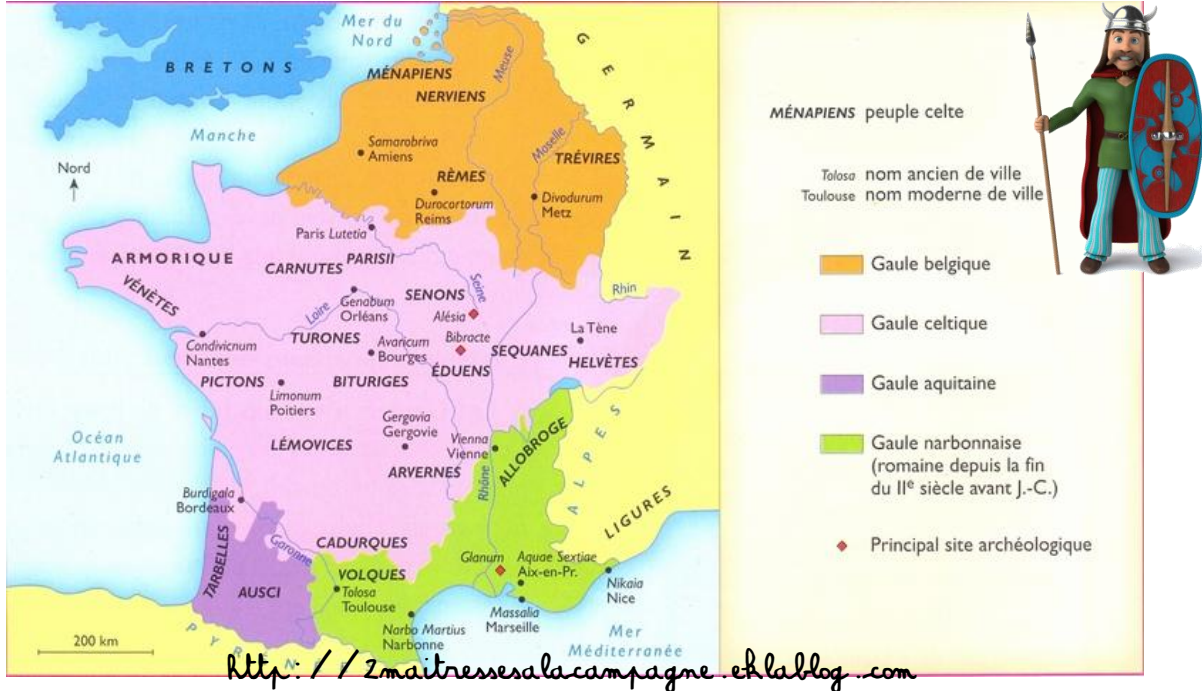 Mer du
Nord
BRETONS
GERMAINS
MÉNAPIENS
NERVIENS
Meuse
Manche
Samarobriva
Amiens
Moselle
TRÉVIRES
RÈMES
Durocortorum
Reims
Divodurum
Metz
Nord
Paris Lutetia
PARISII
ARMORIQUE
CARNUTES
VÉNÈTES
Loire
Genabum
Orléans
SENONS
Seine
Alésia
Rhin
Condivicnum
Nantes
TURONES
Avaricum
Bourges
Bibracte
ÉDUENS
SEQUANES
La Tène
HELVÈTES
PICTONS
BITURIGES
Limonum
Poitiers
Gergovia
Gergovie
LÉMOVICES
ARVERNES
Vienna
Vienne
ALLOBROGE
Rhône
ALPES
Océan
Atlantique
Burdigala
Bordeaux
LIGURES
Garonne
CADURQUES
TARBELLES
AUSCI
VOLQUES
Tolosa
Toulouse
Glanum
Aquae Sextiae
Aix-en-Pr.
Nikaia
Nice
Massalia
Marseille
Narbo Martius
Narbonne
Mer
Méditerranée
200 km
MÉNAPIENS peuple celte
Tolosa nom ancien de ville
Toulouse nom moderne de ville
Gaule belgique
Gaule celtique
Gaule aquitaine
Gaule narbonnaise
(romaine depuis la fin
du IIe siècle avant J.-C.)
Principal site archéologique
http://2maitressesalacampagne.eklablog.com